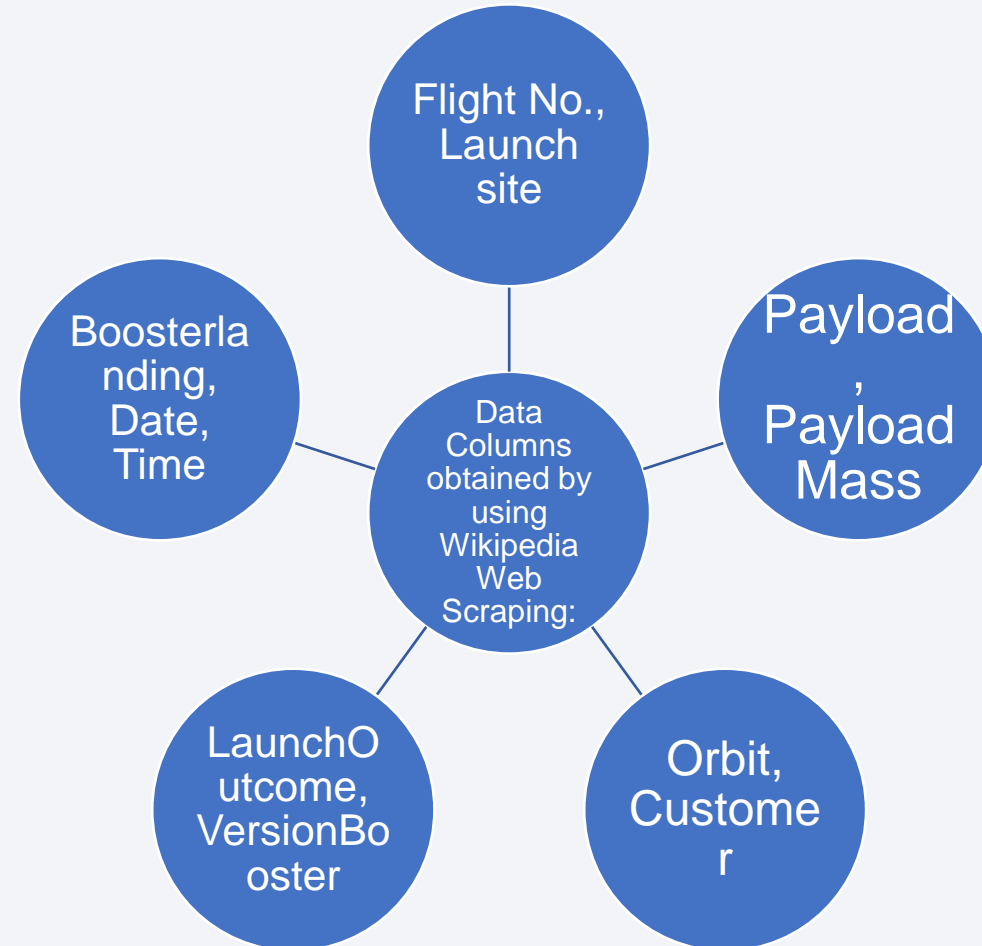 Flight No.,
Launch
site
Payload
,
Payload
Mass
Orbit,
Custome
r
LaunchO
utcome,
VersionBo
oster
Boosterla
nding,
Date,
Time
Data
Columns
obtained by
using
Wikipedia
Web
Scraping: